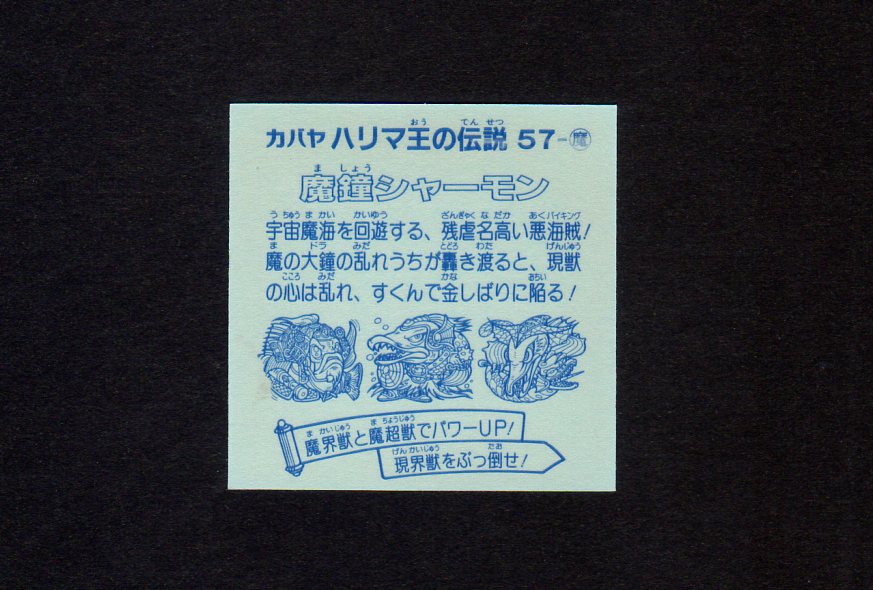 カバヤ ハリマ王の伝説 57-魔
魔鐘シャーモン
宇宙魔海を回遊する、残虐名高い悪海賊!
魔の大鐘の乱れうちが轟き渡ると、現獣
の心は乱れ、すくんで金しばりに陥る!
魔界獣と魔超獣でパワーUP!
現界獣をぶっ倒せ!